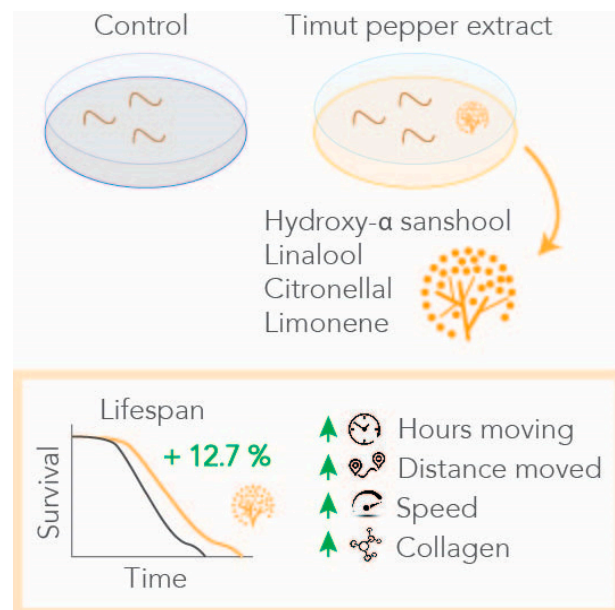 Control
Timut pepper extract
Hydroxy-α sanshool
Linalool
Citronellal
Limonene
Lifespan
+ 12.7 %
Survival
Time
Hours moving
Distance moved
Speed
Collagen